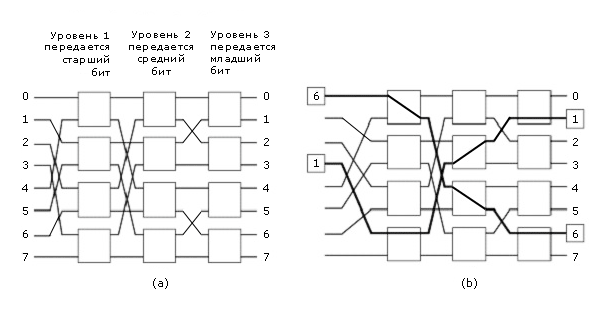 Уровень 1
передается
старший
бит
Уровень 2
передается
средний
бит
Уровень 3
передается
младший
бит
0 0
1 1
2 2
3 3
4 4
5 5
6 6
7 7
(a)
6 0
1
2
1 3
4
5
6
7
(b)